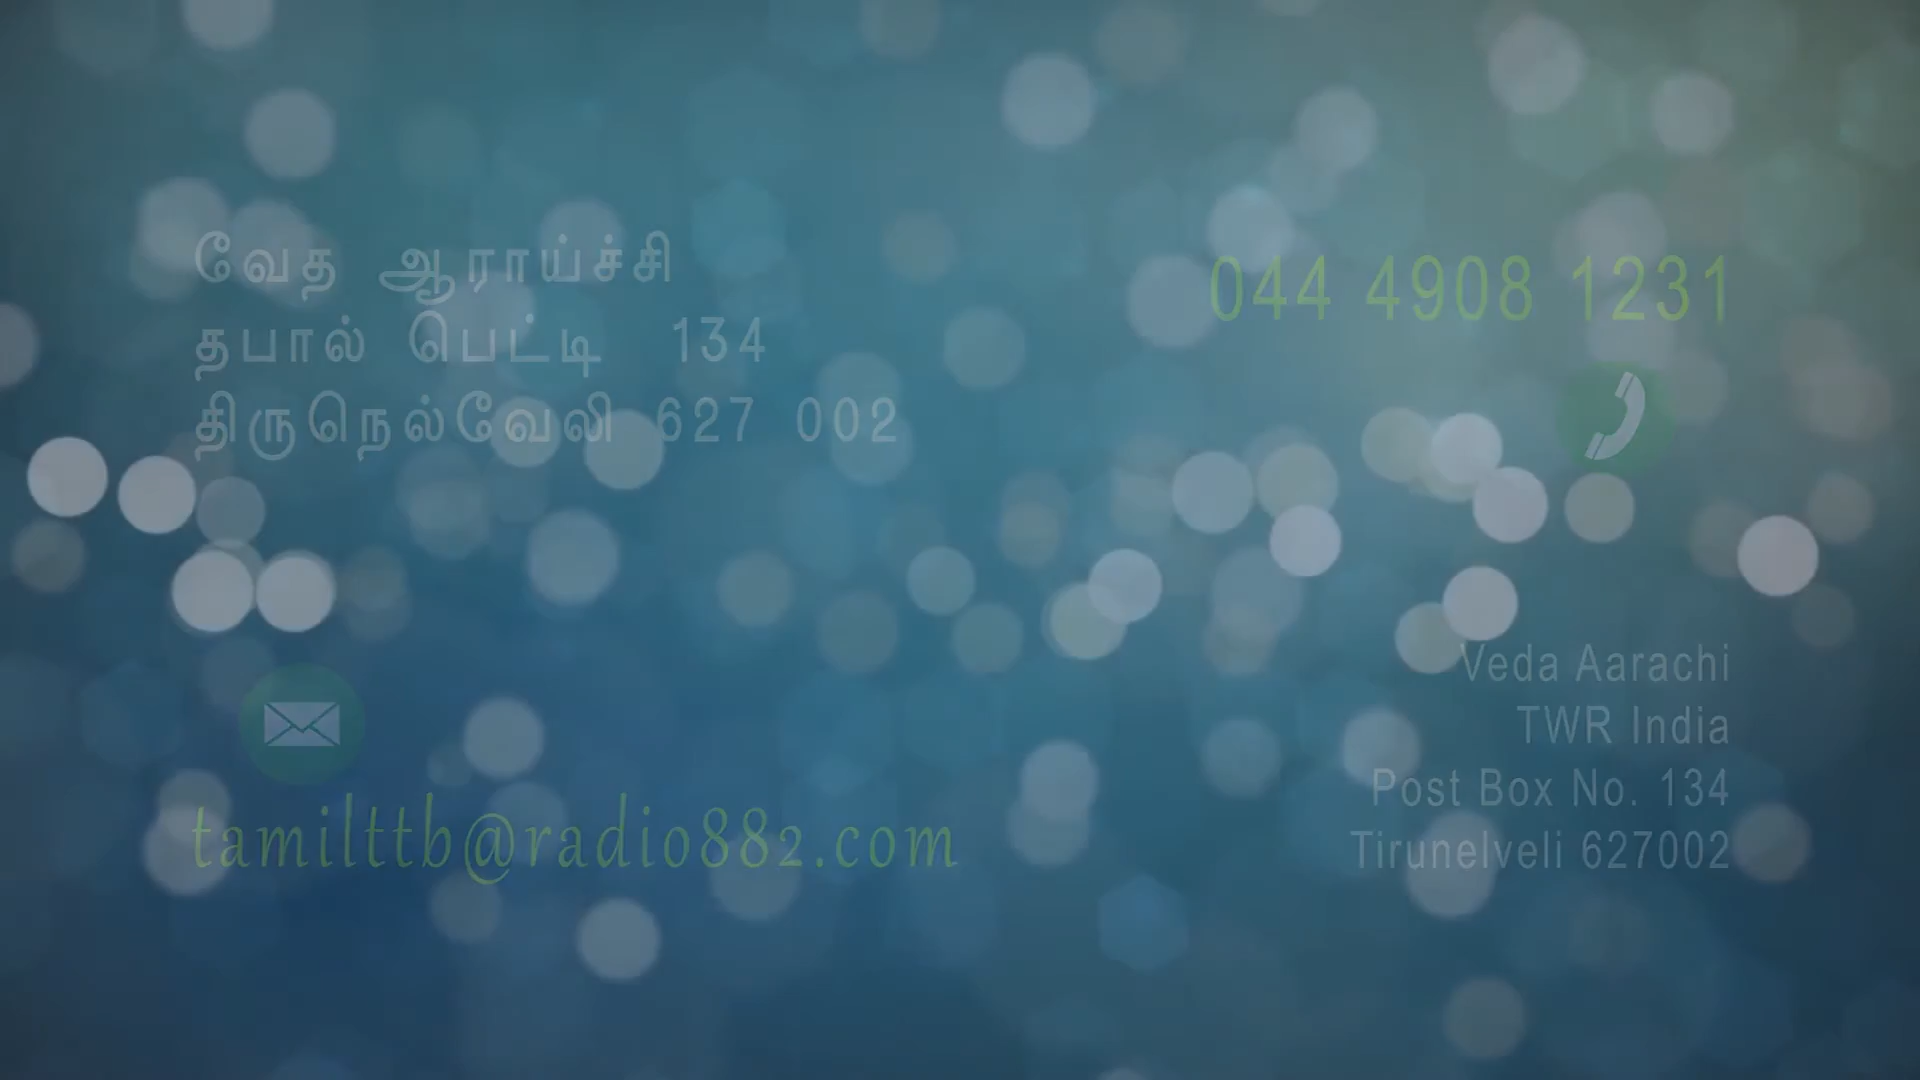 வேத ஆராய்ச்சி
தபால் பெட்டி 134
திருநெல்வேலி 627 002
044 4908 1231
tamilttb@radio882.com
Veda Aarachi
TWR India
Post Box No. 134
Tirunelveli 627002